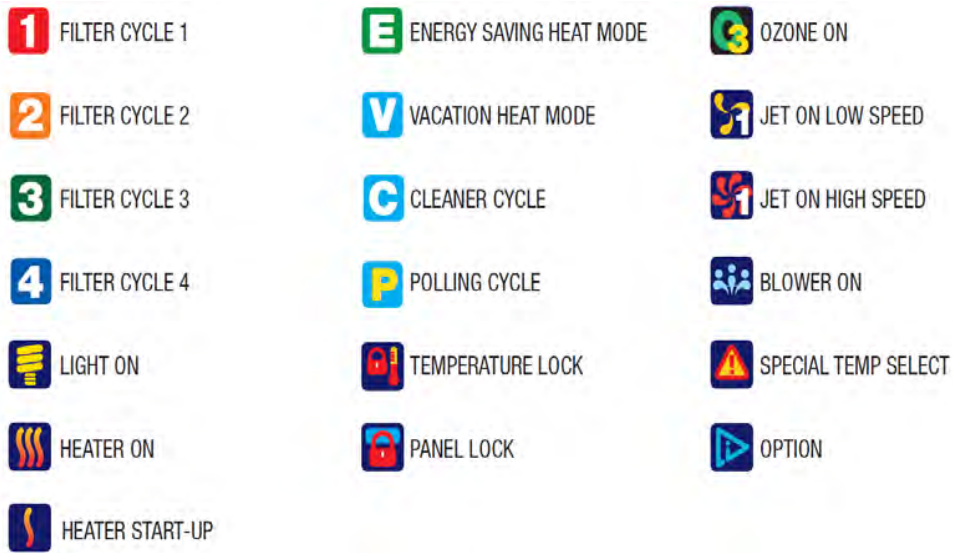 1 FILTER CYCLE 1
E ENERGY SAVING HEAT MODE
O3 OZONE ON
2 FILTER CYCLE 2
V VACATION HEAT MODE
1 JET ON LOW SPEED
3 FILTER CYCLE 3
C CLEANER CYCLE
1 JET ON HIGH SPEED
4 FILTER CYCLE 4
P POLLING CYCLE
BLOWER ON
LIGHT ON
TEMPERATURE LOCK
! SPECIAL TEMP SELECT
HEATER ON
PANEL LOCK
i OPTION
HEATER START-UP